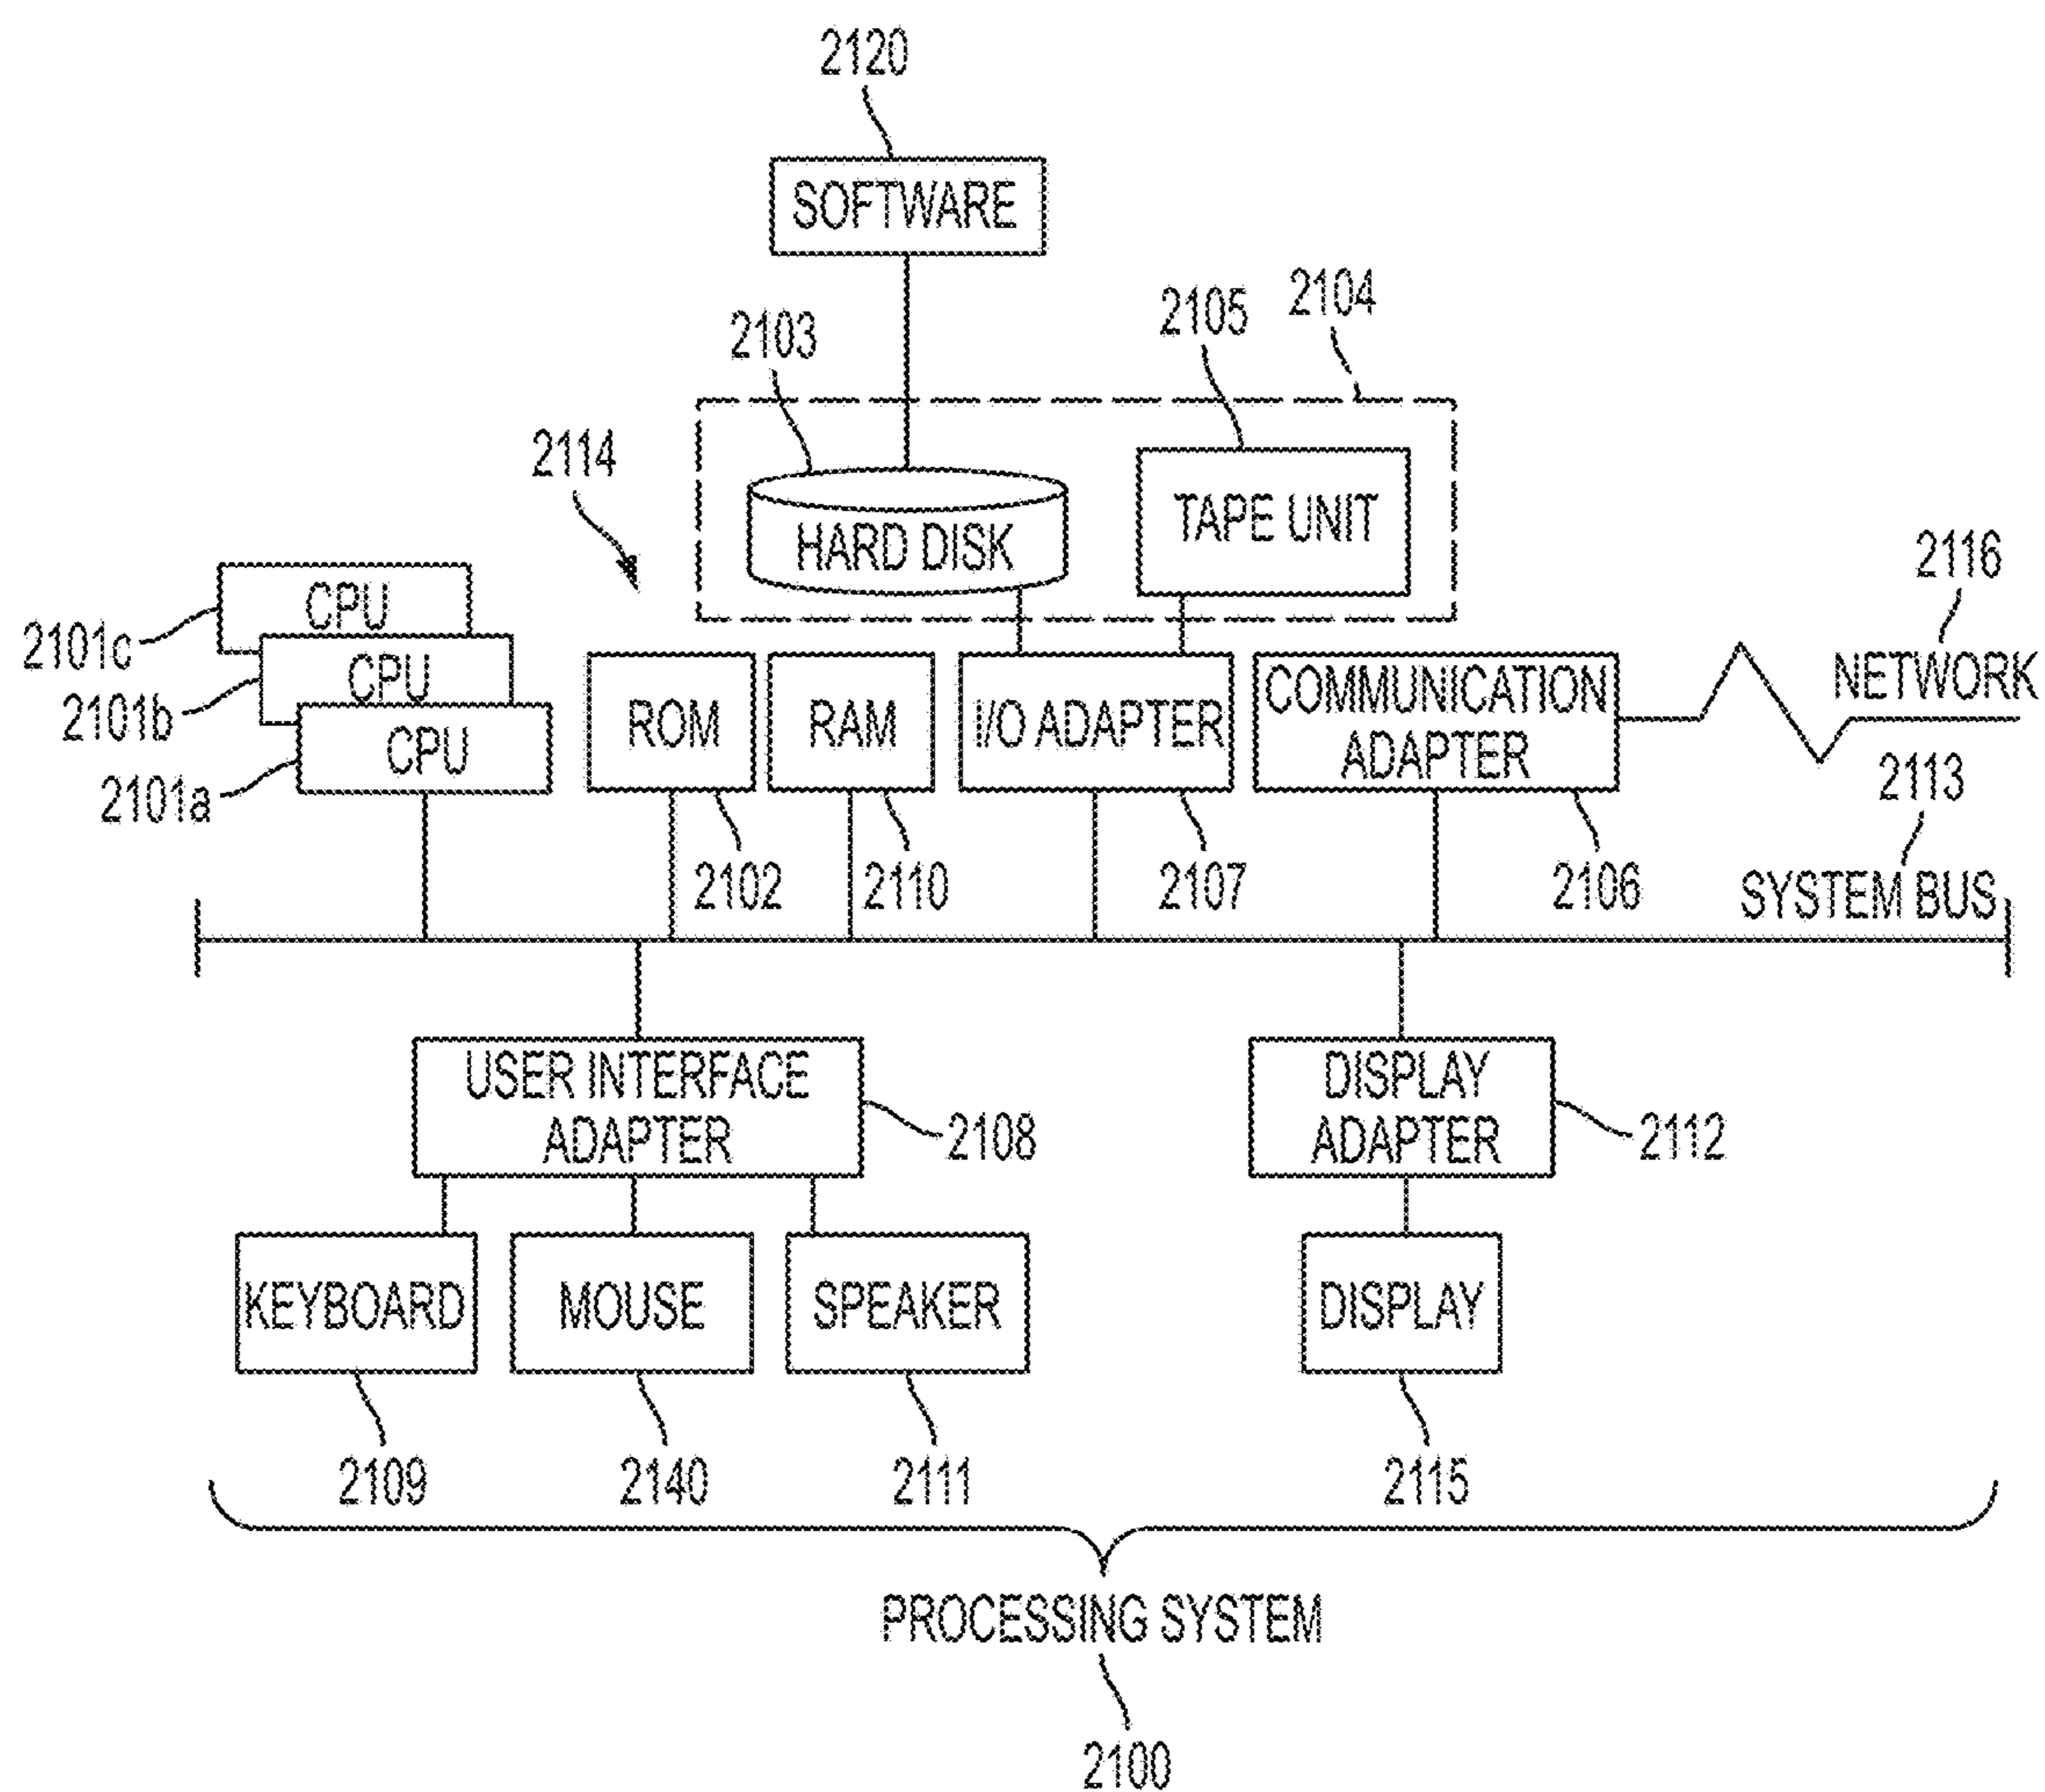 2120
SOFTWARE
2104
2105
2103
2114
HARD DISK
TAPE UNIT
2116
CPU
2101c
CPU
2101b
CPU
2101a
ROM
RAM
I/O ADAPTER
COMMUNICATION
ADAPTER
NETWORK
2113
2102
2110
2107
2106
SYSTEM BUS
USER INTERFACE
ADAPTER
2108
DISPLAY
ADAPTER
2112
KEYBOARD
MOUSE
SPEAKER
DISPLAY
2109
2140
2111
2115
PROCESSING SYSTEM
2100